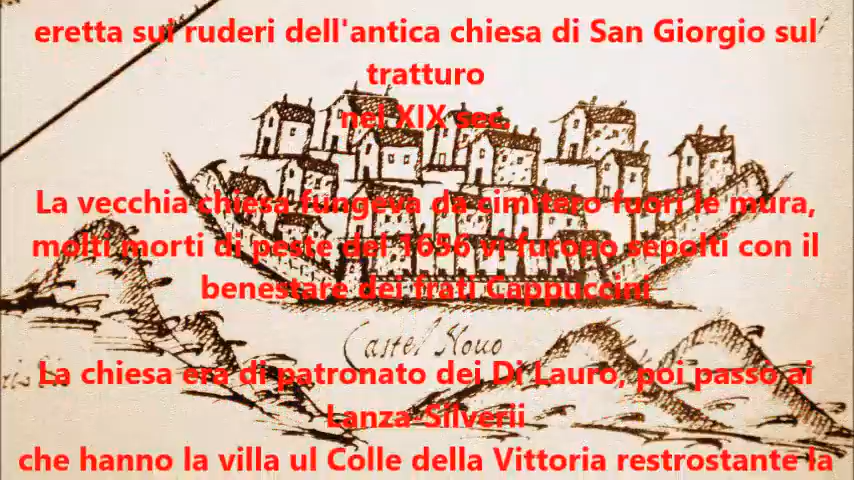 eretta sui ruderi dell'antica chiesa di San Giorgio sul
tratturo
nel XIX sec.
La vecchia chiesa fungeva da cimitero fuori le mura,
molti morti di peste del 1656 vi furono sepolti con il
benestare dei frati Cappuccini
Castel Nouo
La chiesa era di patronato dei Di Lauro, poi passò ai
Lanza-Silverii
che hanno la villa ul Colle della Vittoria restrostante la